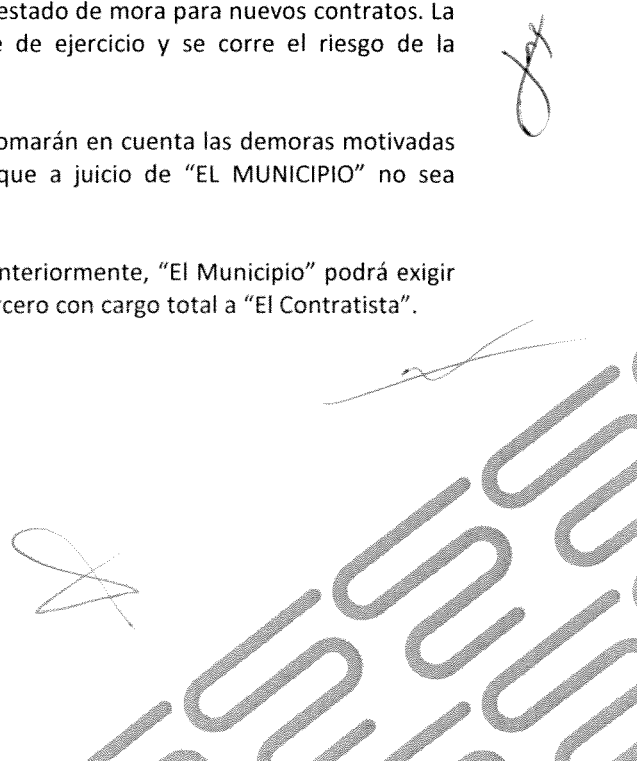 estado de mora para nuevos contratos. La
de ejercicio y se corre el riesgo de la
omarán en cuenta las demoras motivadas
que a juicio de “EL MUNICIPIO” no sea
nteriormente, “El Municipio” podrá exigir
rcero con cargo total a “El Contratista”.